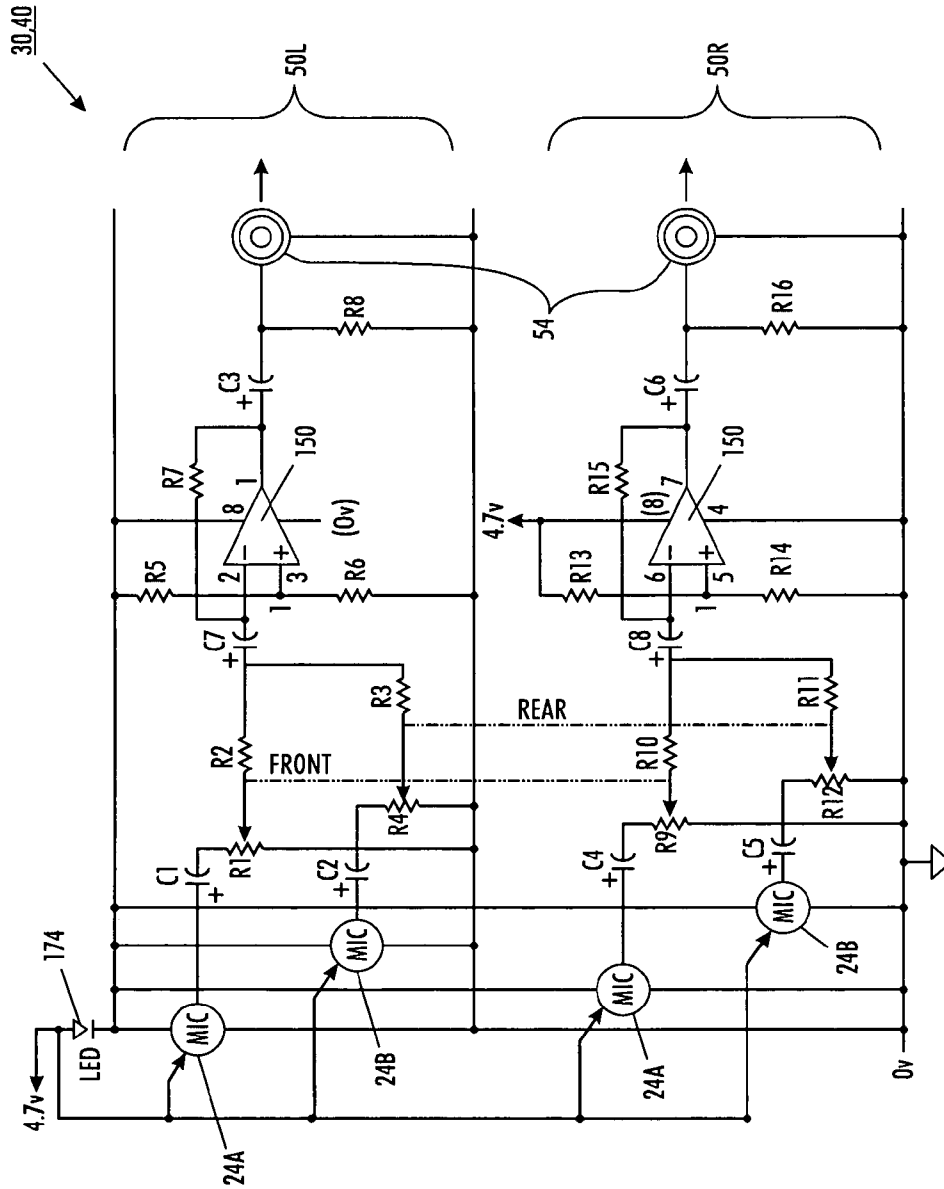 30,40
50L
50R
54
R8
R16
C3
+
C6
+
R7
R15
1
150
7
150
8
(0v)
4.7v
(8)
4
2
−
+
3
6
−
+
5
R5
R6
1
R13
R14
1
C7
+
C8
+
R3
R11
REAR
R2
R10
FRONT
R1
R4
R9
R12
C1
+
C2
+
C4
+
C5
+
174
LED
4.7v
MIC
MIC
MIC
MIC
24A
24B
24A
24B
0v